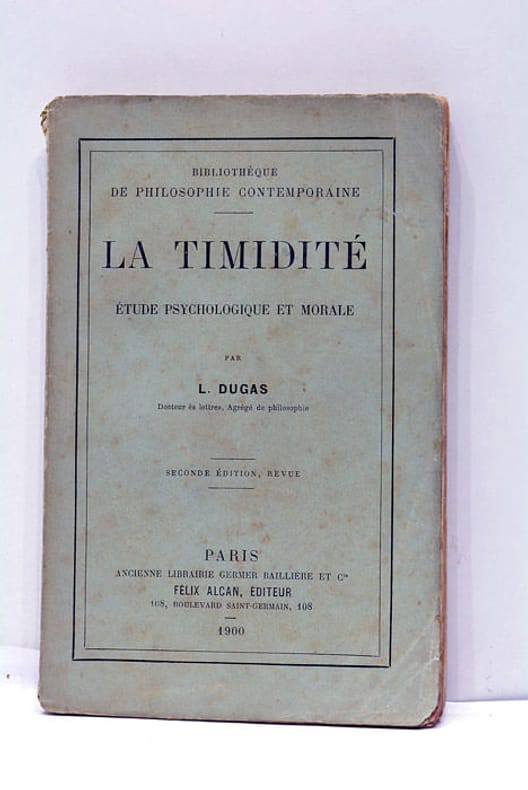 BIBLIOTHÈQUE
DE PHILOSOPHIE CONTEMPORAINE
LA TIMIDITÉ
ÉTUDE PSYCHOLOGIQUE ET MORALE
PAR
L. DUGAS
Docteur ès lettres, Agrégé de philosophie
SECONDE ÉDITION, REVUE
PARIS
ANCIENNE LIBRAIRIE GERMER BAILLIÈRE ET Cie
FÉLIX ALCAN, ÉDITEUR
108, BOULEVARD SAINT-GERMAIN, 108
1900